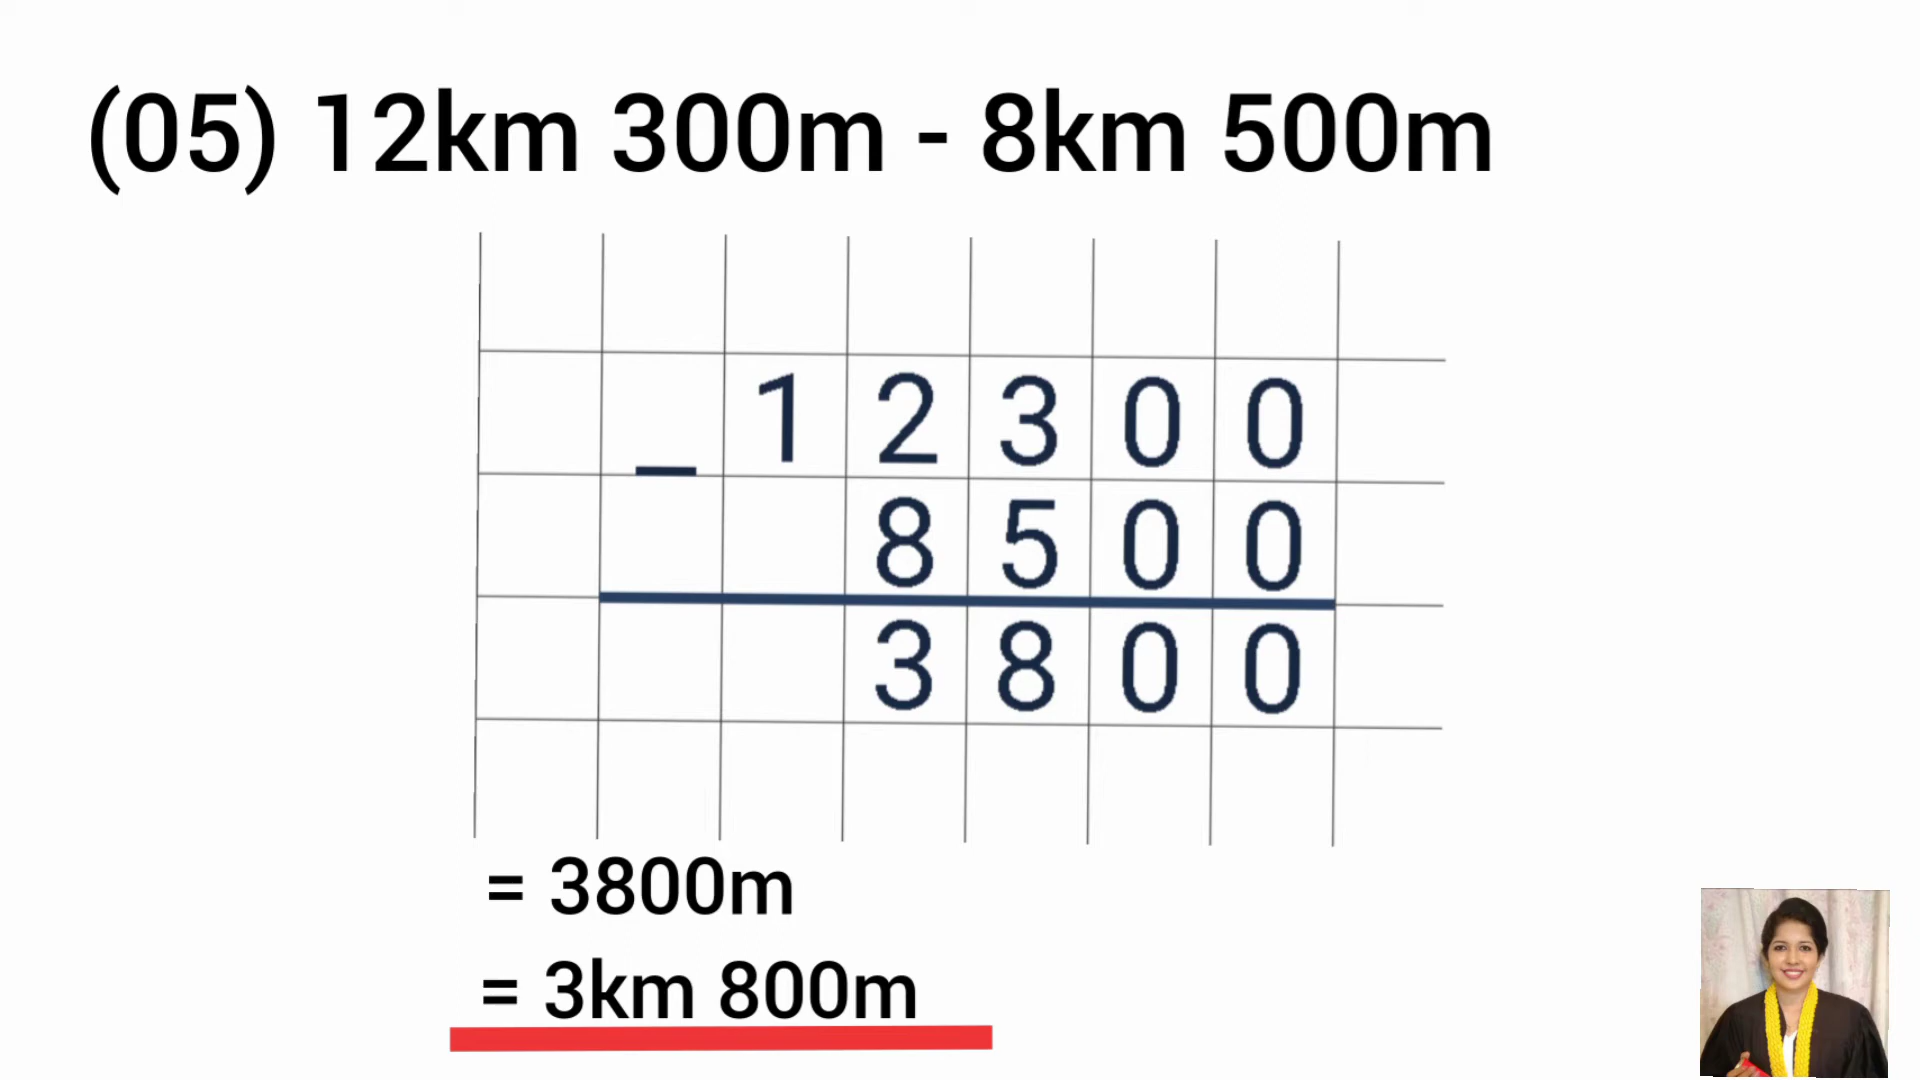 (05) 12km 300m - 8km 500m
_ 1 2 3 0 0
8 5 0 0
3 8 0 0
= 3800m
= 3km 800m